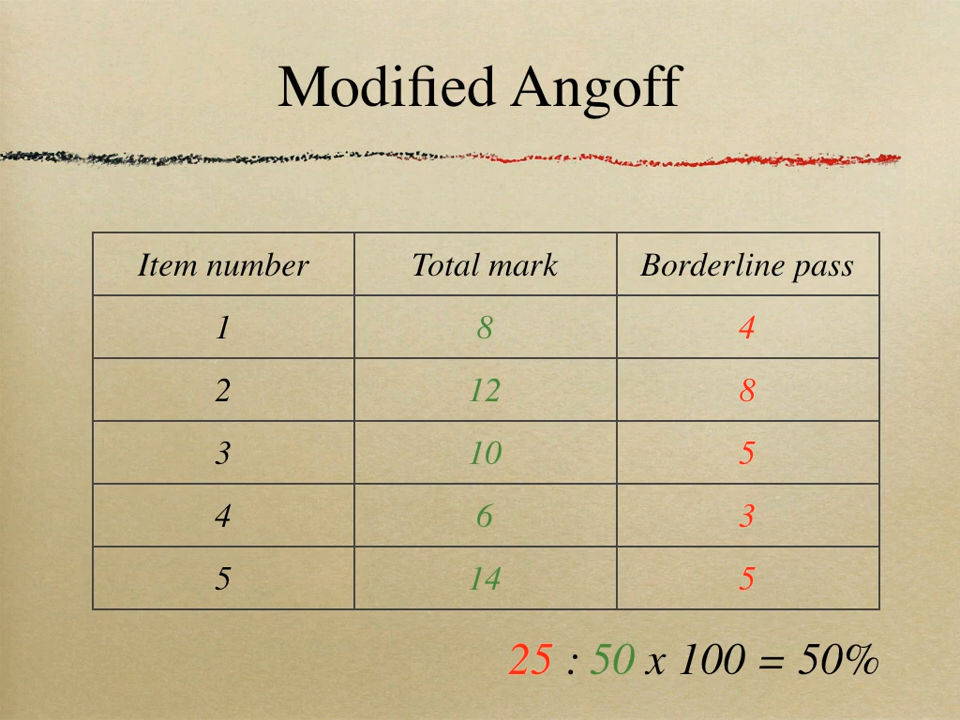 Modified Angoff
Item number Total mark Borderline pass
1 8 4
2 12 8
3 10 5
4 6 3
5 14 5
25 : 50 x 100 = 50%